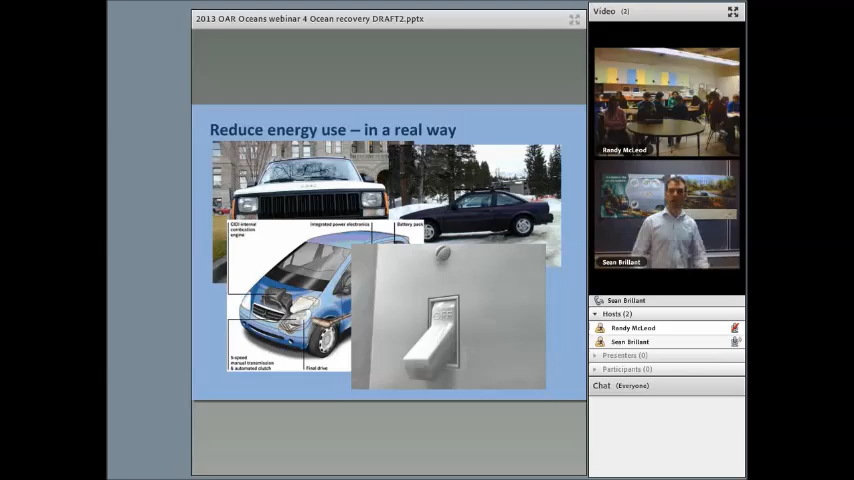 2013 OAR Oceans webinar 4 Ocean recovery DRAFT2.pptx
Reduce energy use – in a real way
CIDI internal
combustion
engine
Integrated power electronics
Battery pack
5-speed
manual transmission
& automated clutch
Final drive
OFF
Video (2)
Randy McLeod
Sean Brillant
Sean Brillant
Hosts (2)
Randy McLeod
Sean Brillant
Presenters (0)
Participants (0)
Chat (Everyone)